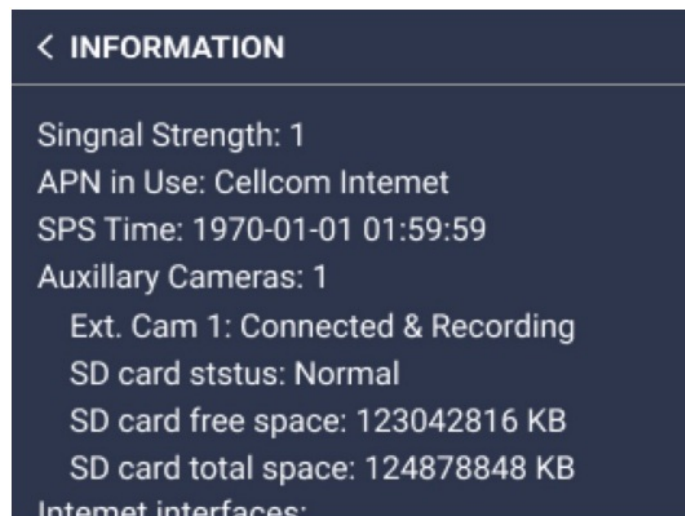 < INFORMATION
Singnal Strength: 1
APN in Use: Cellcom Intemet
SPS Time: 1970-01-01 01:59:59
Auxillary Cameras: 1
Ext. Cam 1: Connected & Recording
SD card ststus: Normal
SD card free space: 123042816 KB
SD card total space: 124878848 KB
Intemet interfaces: